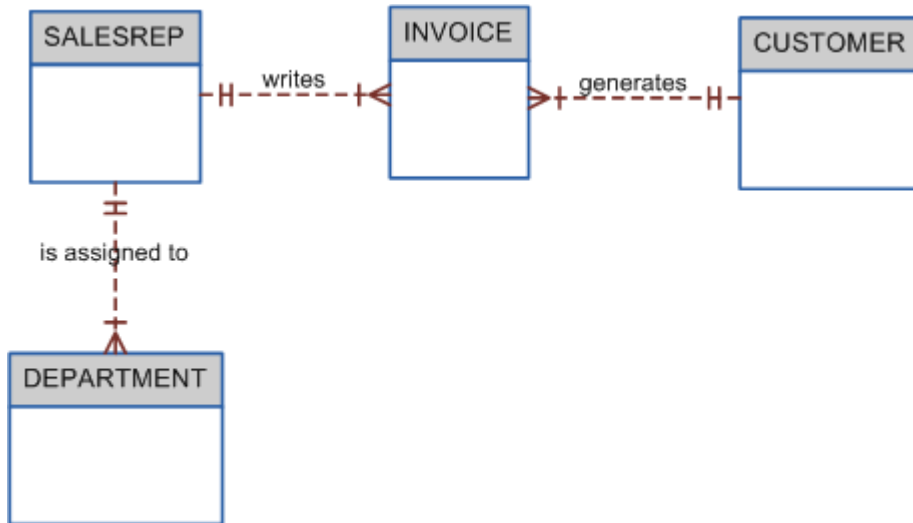 SALESREP
INVOICE
CUSTOMER
writes
generates
is assigned to
DEPARTMENT